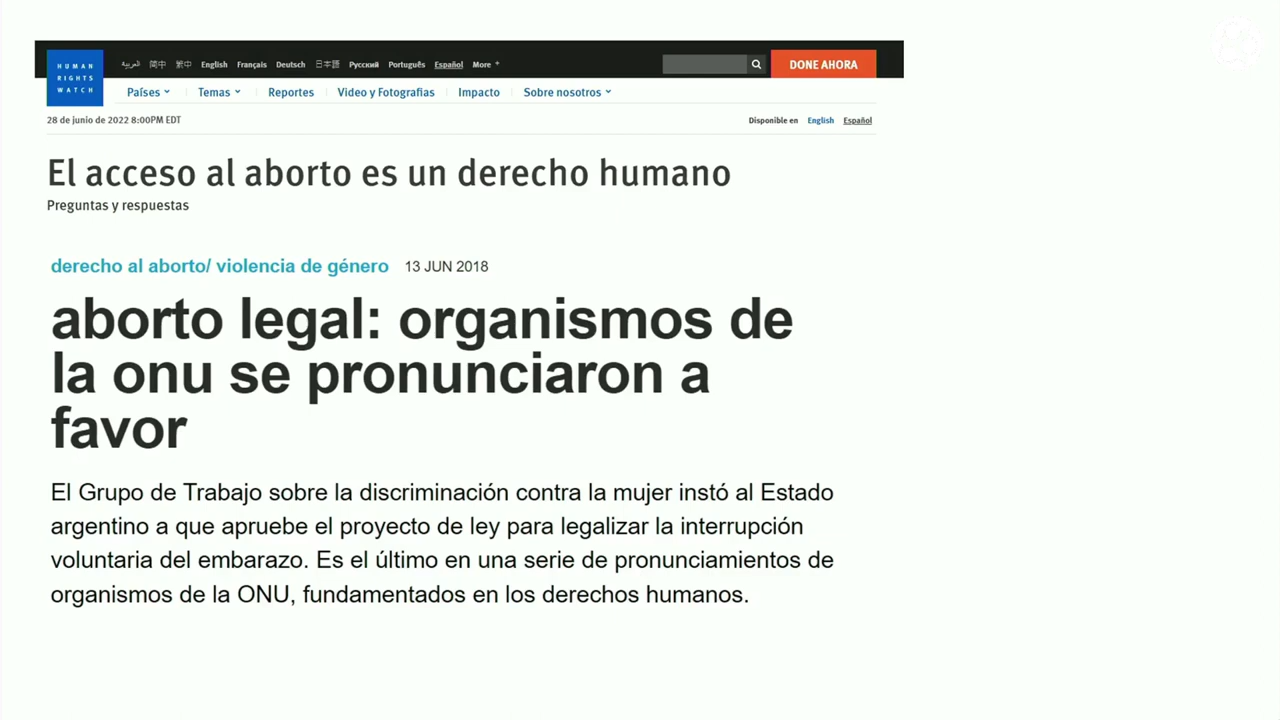 HUMAN
RIGHTS
WATCH
العربية 简中 繁中 English Français Deutsch 日本語 Русский Português Español More
DONE AHORA
Países Temas Reportes Video y Fotografías Impacto Sobre nosotros
28 de junio de 2022 8:00PM EDT
Disponible en English Español
El acceso al aborto es un derecho humano
Preguntas y respuestas
derecho al aborto/ violencia de género 13 JUN 2018
aborto legal: organismos de
la onu se pronunciaron a
favor
El Grupo de Trabajo sobre la discriminación contra la mujer instó al Estado
argentino a que apruebe el proyecto de ley para legalizar la interrupción
voluntaria del embarazo. Es el último en una serie de pronunciamientos de
organismos de la ONU, fundamentados en los derechos humanos.